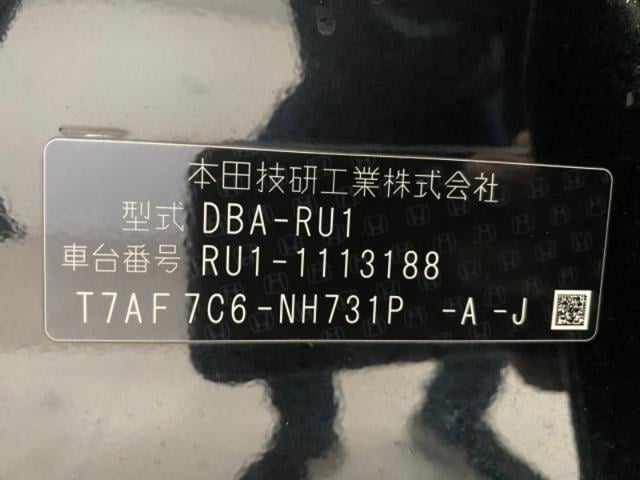 本田技研工業株式会社
型式 DBA-RU1
車台番号 RU1-1113188
T7AF 7C6-NH731P -A-J